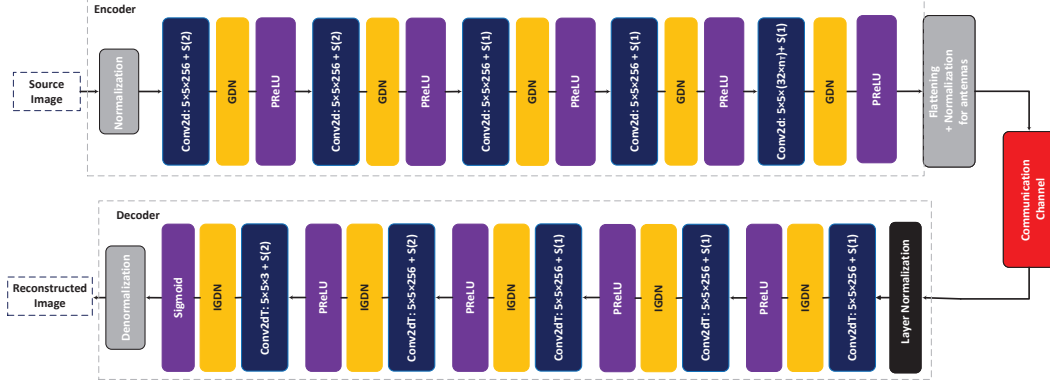 Encoder
Source
Image
Normalization
Conv2d: 5×5×256 + S(2)
GDN
PReLU
Conv2d: 5×5×256 + S(2)
GDN
PReLU
Conv2d: 5×5×256 + S(1)
GDN
PReLU
Conv2d: 5×5×256 + S(1)
GDN
PReLU
Conv2d: 5×5×(32×n_T)+ S(1)
GDN
PReLU
Flattening
+ Normalization
for antennas
Communication
Channel
Decoder
Layer Normalization
Conv2dT: 5×5×256 + S(1)
IGDN
PReLU
Conv2dT: 5×5×256 + S(1)
IGDN
PReLU
Conv2dT: 5×5×256 + S(1)
IGDN
PReLU
Conv2dT: 5×5×256 + S(2)
IGDN
PReLU
Conv2dT: 5×5×3 + S(2)
IGDN
Sigmoid
Denormalization
Reconstructed
Image